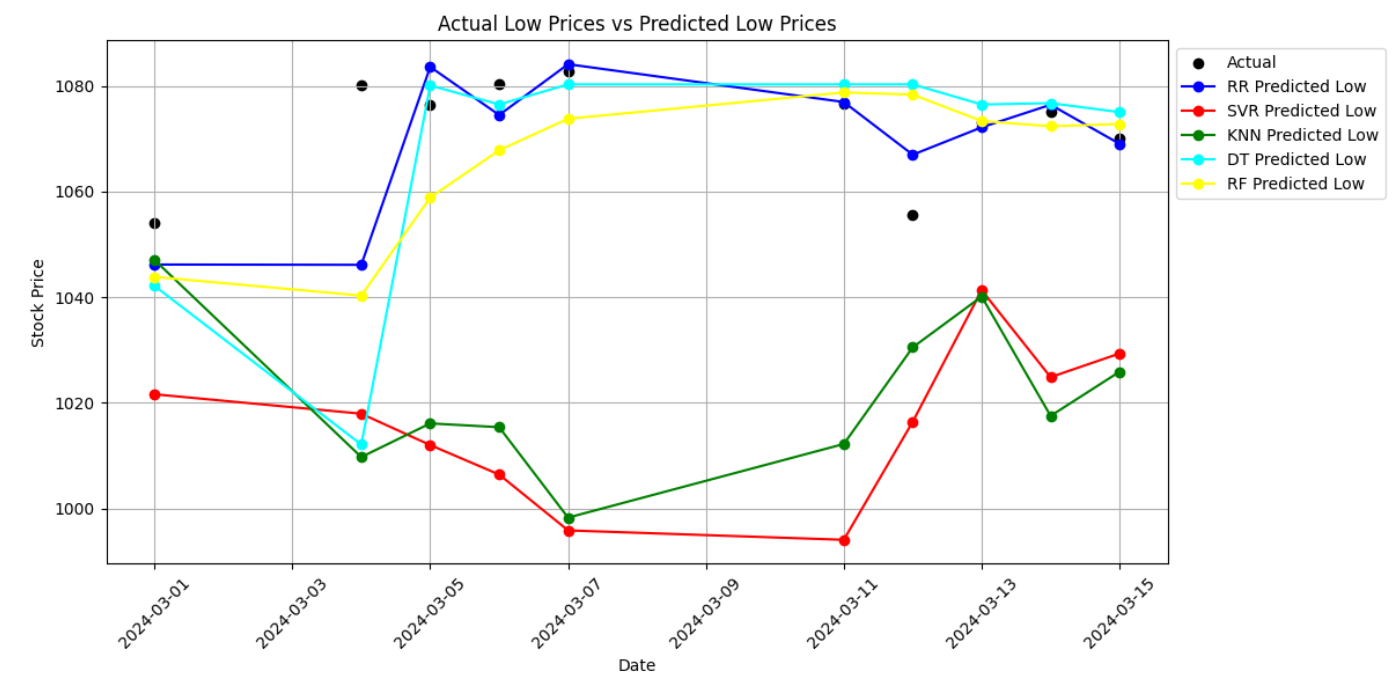 Actual Low Prices vs Predicted Low Prices
Actual
RR Predicted Low
SVR Predicted Low
KNN Predicted Low
DT Predicted Low
RF Predicted Low
Stock Price
1080
1060
1040
1020
1000
2024-03-01
2024-03-03
2024-03-05
2024-03-07
2024-03-09
2024-03-11
2024-03-13
2024-03-15
Date